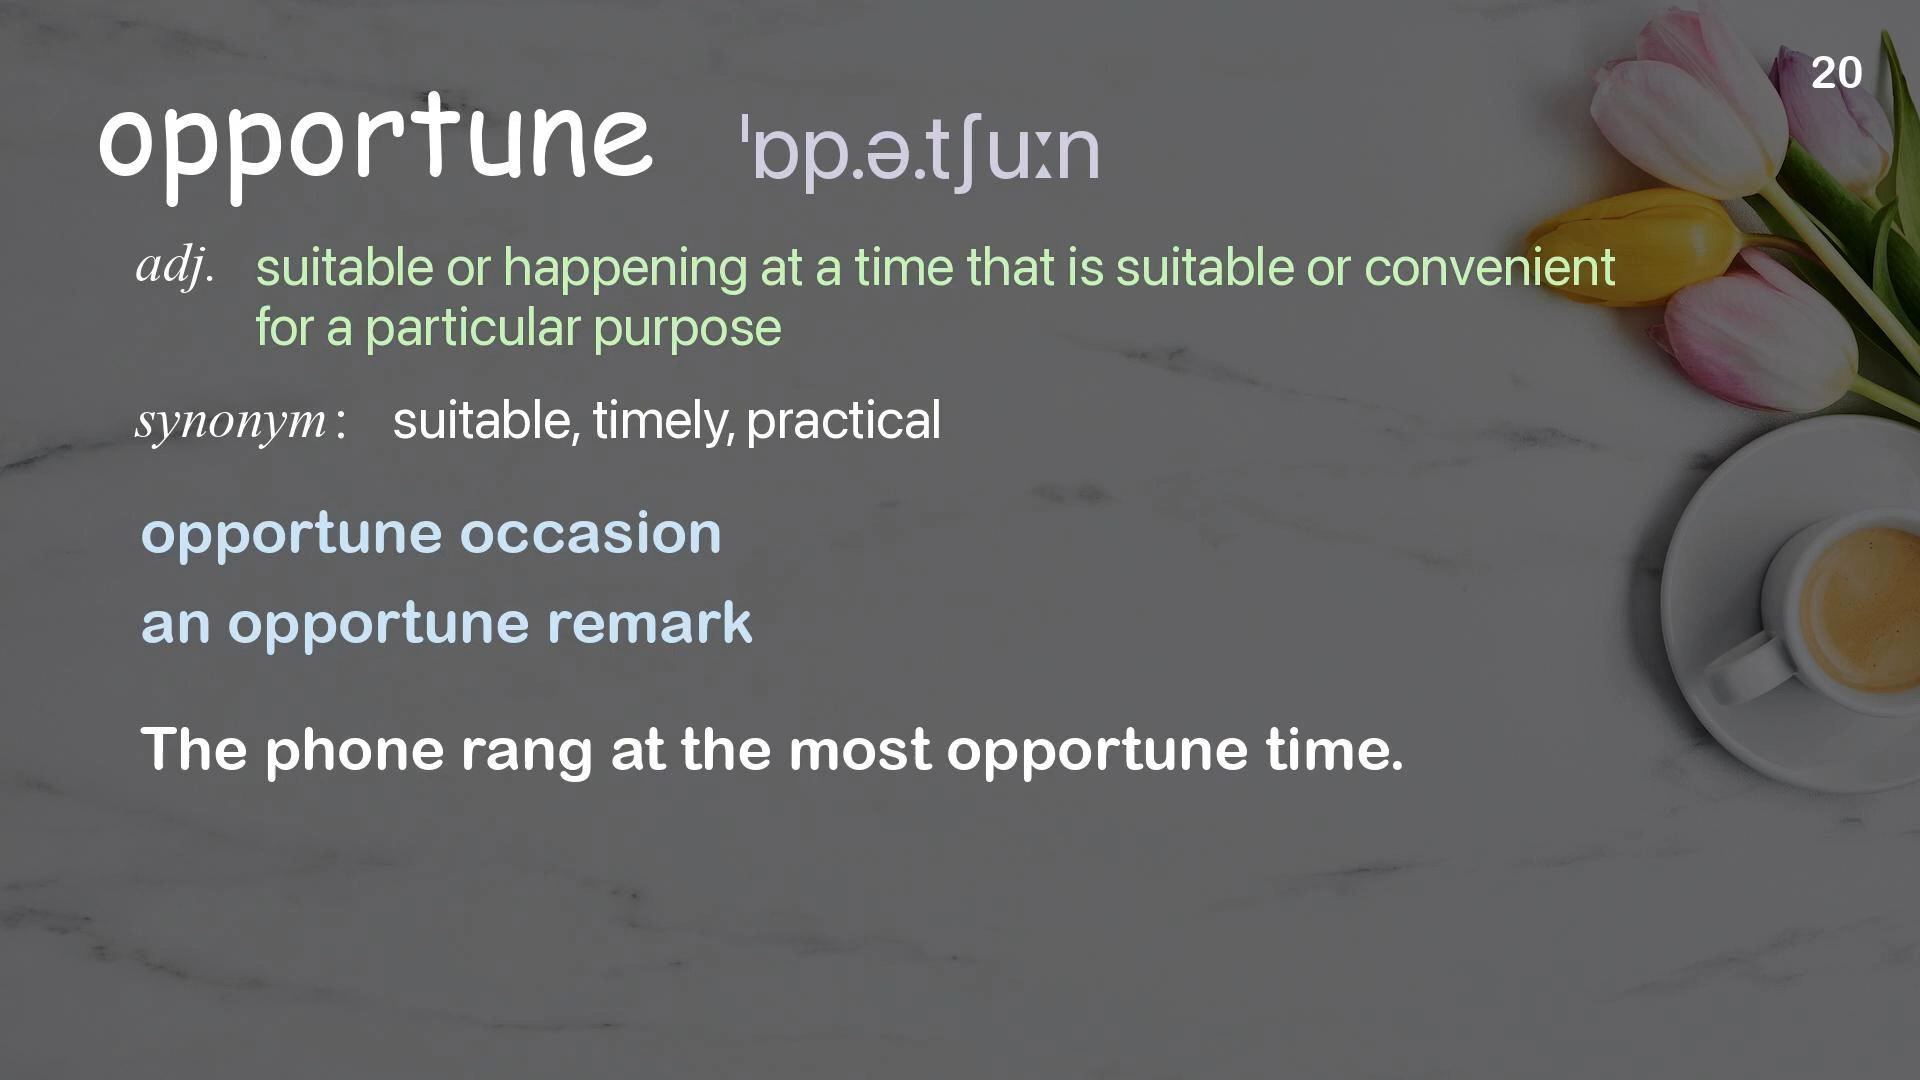 20
opportune ˈɒp.ə.tʃuːn
adj. suitable or happening at a time that is suitable or convenient
for a particular purpose
synonym: suitable, timely, practical
opportune occasion
an opportune remark
The phone rang at the most opportune time.